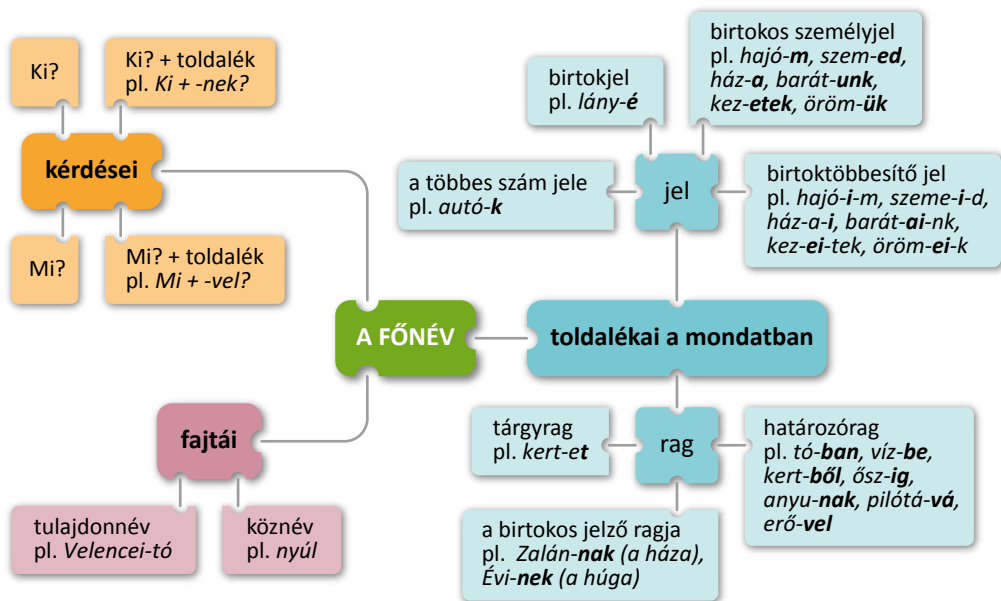 Ki?
Ki? + toldalék
pl. Ki + -nek?
kérdései
Mi?
Mi? + toldalék
pl. Mi + -vel?
A FŐNÉV
fajtái
tulajdonnév
pl. Velencei-tó
köznév
pl. nyúl
toldalékai a mondatban
jel
birtokjel
pl. lány-é
birtokos személyjel
pl. hajó-m, szem-ed,
ház-a, barát-unk,
kez-etek, öröm-ük
a többes szám jele
pl. autó-k
birtoktöbbesítő jel
pl. hajó-i-m, szeme-i-d,
ház-a-i, barát-ai-nk,
kez-ei-tek, öröm-ei-k
rag
tárgyrag
pl. kert-et
határozórag
pl. tó-ban, víz-be,
kert-ből, ősz-ig,
anyu-nak, pilótá-vá,
erő-vel
a birtokos jelző ragja
pl. Zalán-nak (a háza),
Évi-nek (a húga)